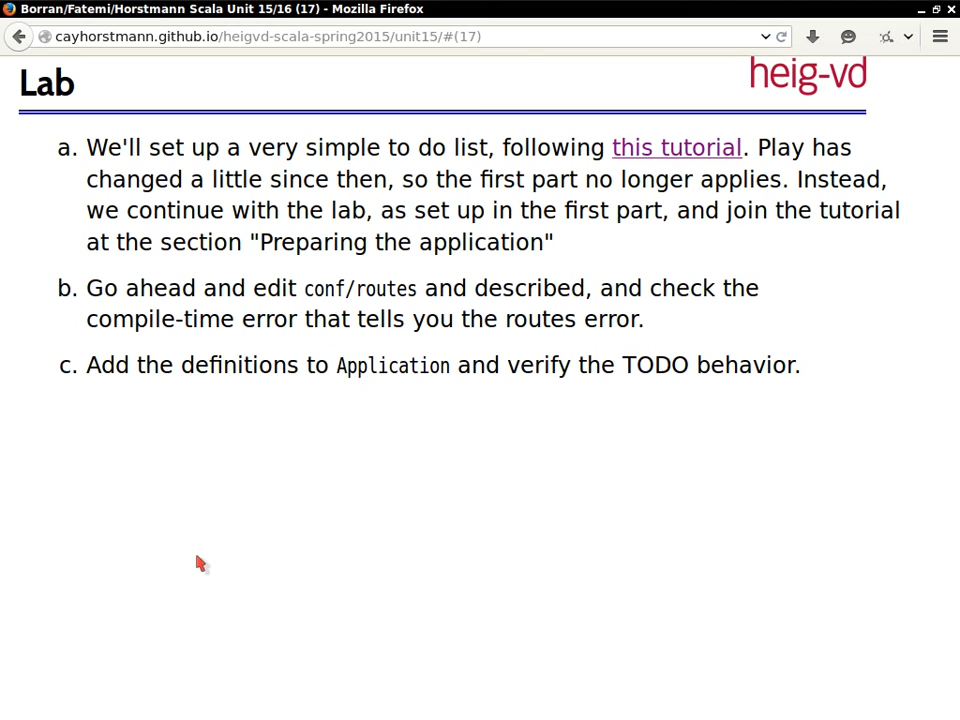 Borran/Fatemi/Horstmann Scala Unit 15/16 (17) - Mozilla Firefox
cayhorstmann.github.io/heigvd-scala-spring2015/unit15/#(17)
Lab
heig-vd
a. We'll set up a very simple to do list, following this tutorial. Play has
changed a little since then, so the first part no longer applies. Instead,
we continue with the lab, as set up in the first part, and join the tutorial
at the section "Preparing the application"
b. Go ahead and edit conf/routes and described, and check the
compile-time error that tells you the routes error.
c. Add the definitions to Application and verify the TODO behavior.